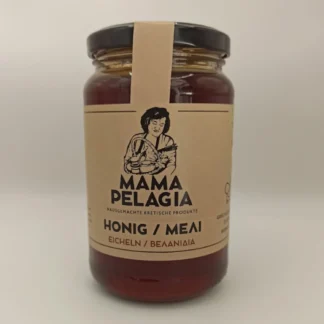 MAMA
PELAGIA
HANDGEMACHTE KRETISCHE PRODUKTE
HONIG / ΜΕΛΙ
EICHELN / ΒΕΛΑΝΙΔΙΑ